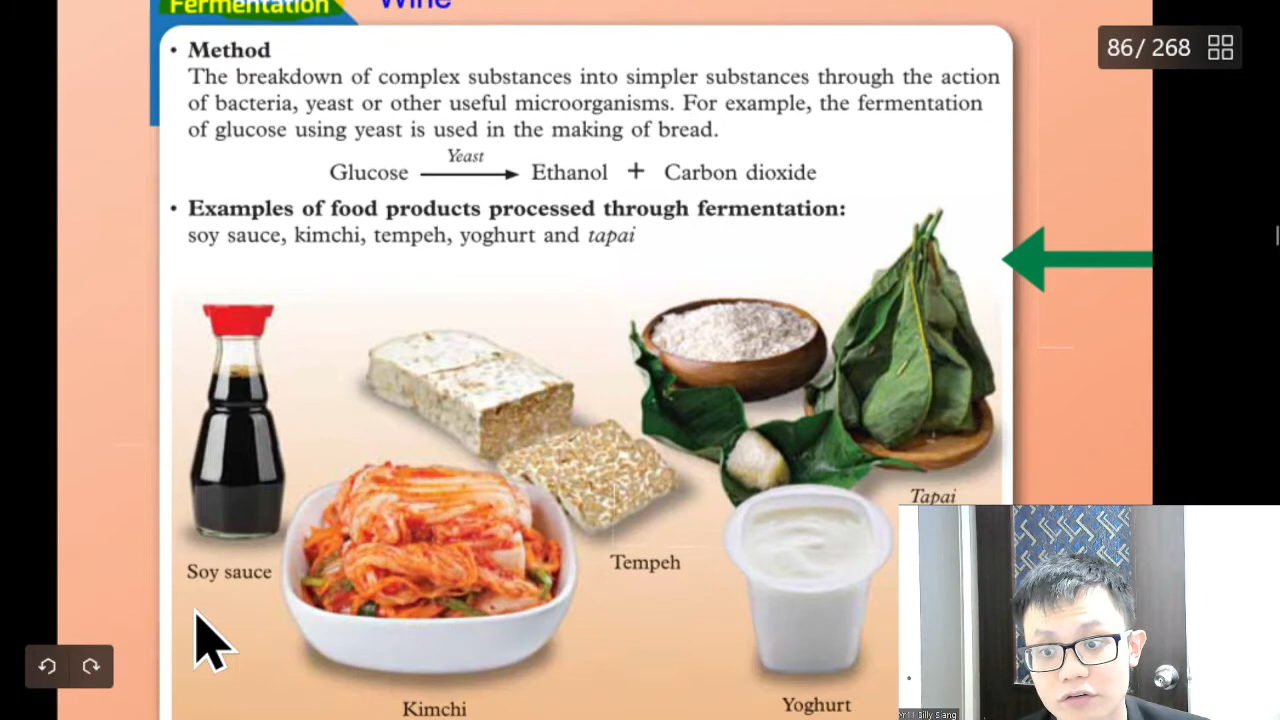 Fermentation
Wine
86/ 268
• Method
The breakdown of complex substances into simpler substances through the action
of bacteria, yeast or other useful microorganisms. For example, the fermentation
of glucose using yeast is used in the making of bread.
Yeast
Glucose → Ethanol + Carbon dioxide
• Examples of food products processed through fermentation:
soy sauce, kimchi, tempeh, yoghurt and tapai
Tapai
Tempeh
Soy sauce
Yoghurt
Kimchi
Billy Siang